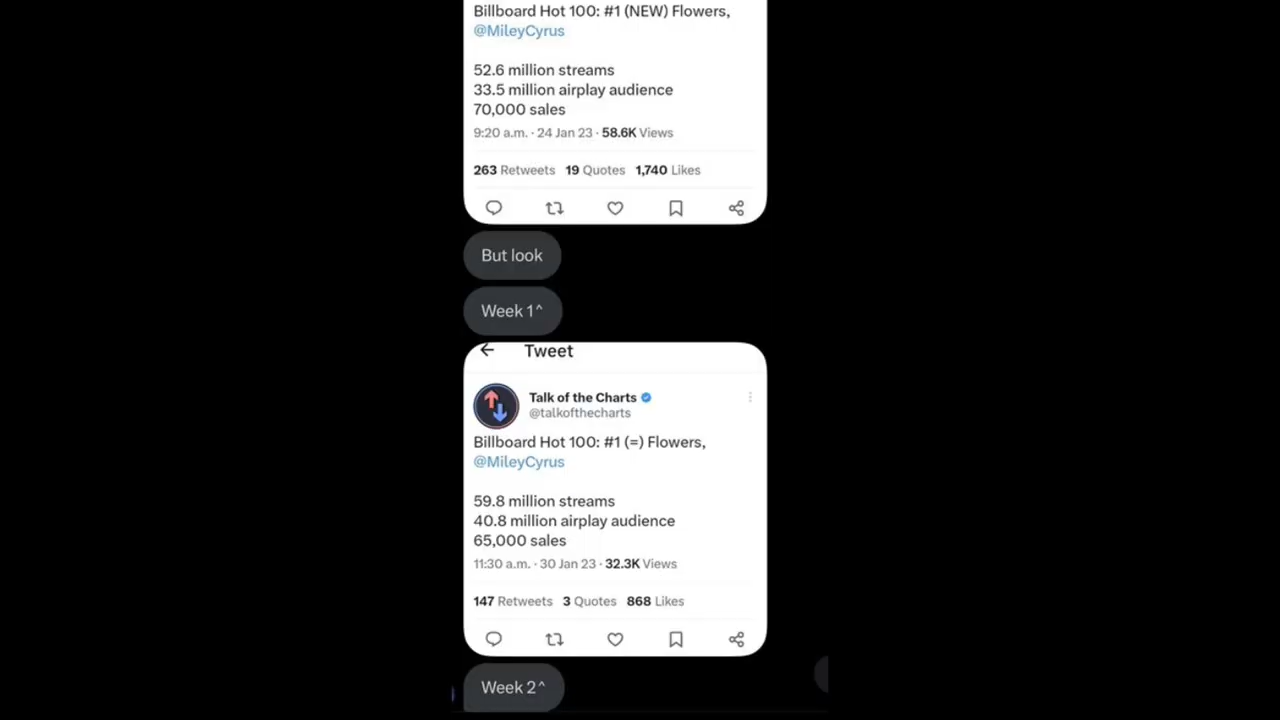 Billboard Hot 100: #1 (NEW) Flowers,
@MileyCyrus
52.6 million streams
33.5 million airplay audience
70,000 sales
9:20 a.m. · 24 Jan 23 · 58.6K Views
263 Retweets 19 Quotes 1,740 Likes
But look
Week 1^
Tweet
Talk of the Charts
@talkofthecharts
Billboard Hot 100: #1 (=) Flowers,
@MileyCyrus
59.8 million streams
40.8 million airplay audience
65,000 sales
11:30 a.m. · 30 Jan 23 · 32.3K Views
147 Retweets 3 Quotes 868 Likes
Week 2^